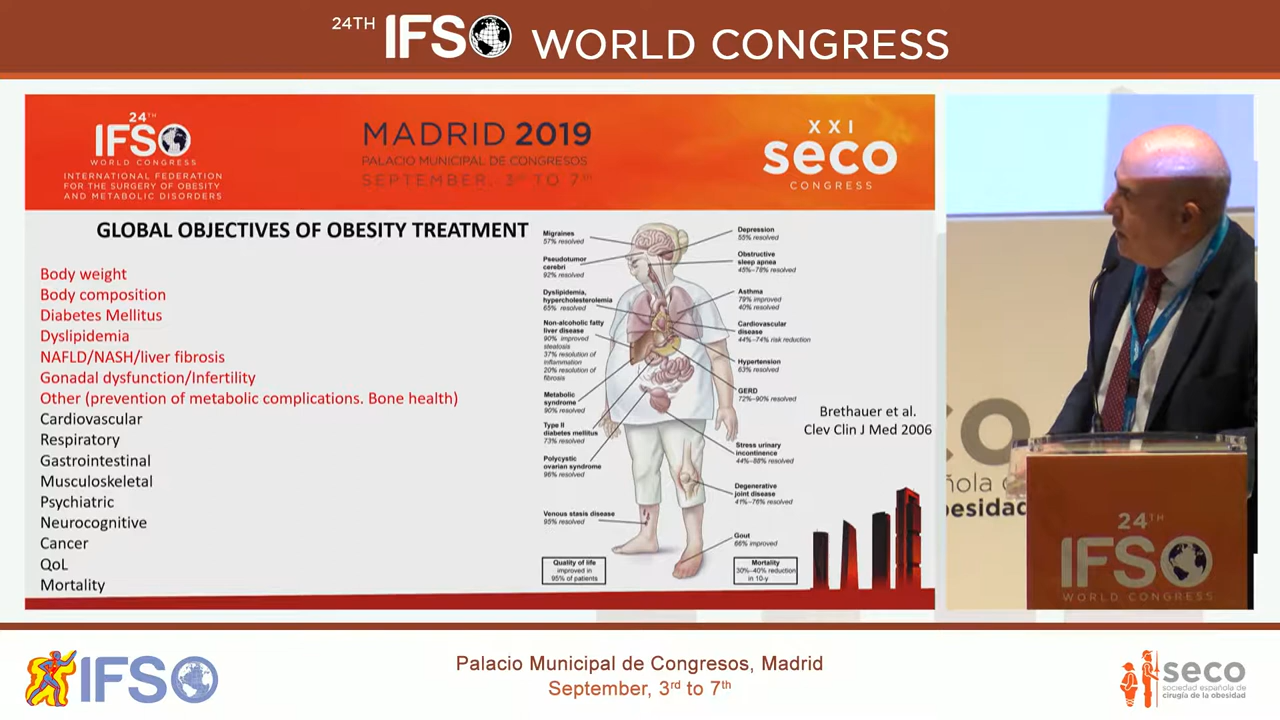 24TH IFSO WORLD CONGRESS
24TH
IFSO
WORLD CONGRESS
INTERNATIONAL FEDERATION
FOR THE SURGERY OF OBESITY
AND METABOLIC DISORDERS
MADRID 2019
PALACIO MUNICIPAL DE CONGRESOS
SEPTEMBER, 3rd TO 7th
XXI
seco
CONGRESS
GLOBAL OBJECTIVES OF OBESITY TREATMENT
Body weight
Body composition
Diabetes Mellitus
Dyslipidemia
NAFLD/NASH/liver fibrosis
Gonadal dysfunction/Infertility
Other (prevention of metabolic complications. Bone health)
Cardiovascular
Respiratory
Gastrointestinal
Musculoskeletal
Psychiatric
Neurocognitive
Cancer
QoL
Mortality
Migraines
57% resolved
Pseudotumor
cerebri
92% resolved
Dyslipidemia,
hypercholesterolemia
65% resolved
Non-alcoholic fatty
liver disease
90% improved
steatosis
37% resolution of
inflammation
20% resolution of
fibrosis
Metabolic
syndrome
90% resolved
Type II
diabetes mellitus
73% resolved
Polycystic
ovarian syndrome
96% resolved
Venous stasis disease
95% resolved
Quality of life
improved in
95% of patients
Depression
55% resolved
Obstructive
sleep apnea
45%–76% resolved
Asthma
79% improved
40% resolved
Cardiovascular
disease
44%–74% risk reduction
Hypertension
63% resolved
GERD
72%–90% resolved
Stress urinary
incontinence
44%–88% resolved
Degenerative
joint disease
41%–76% resolved
Gout
66% improved
Mortality
30%–40% reduction
in 10-y
Brethauer et al.
Clev Clin J Med 2006
co
ñola de
besidad
24TH
IFSO
WORLD CONGRESS
IFSO
Palacio Municipal de Congresos, Madrid
September, 3rd to 7th
seco
sociedad española de
cirugía de la obesidad